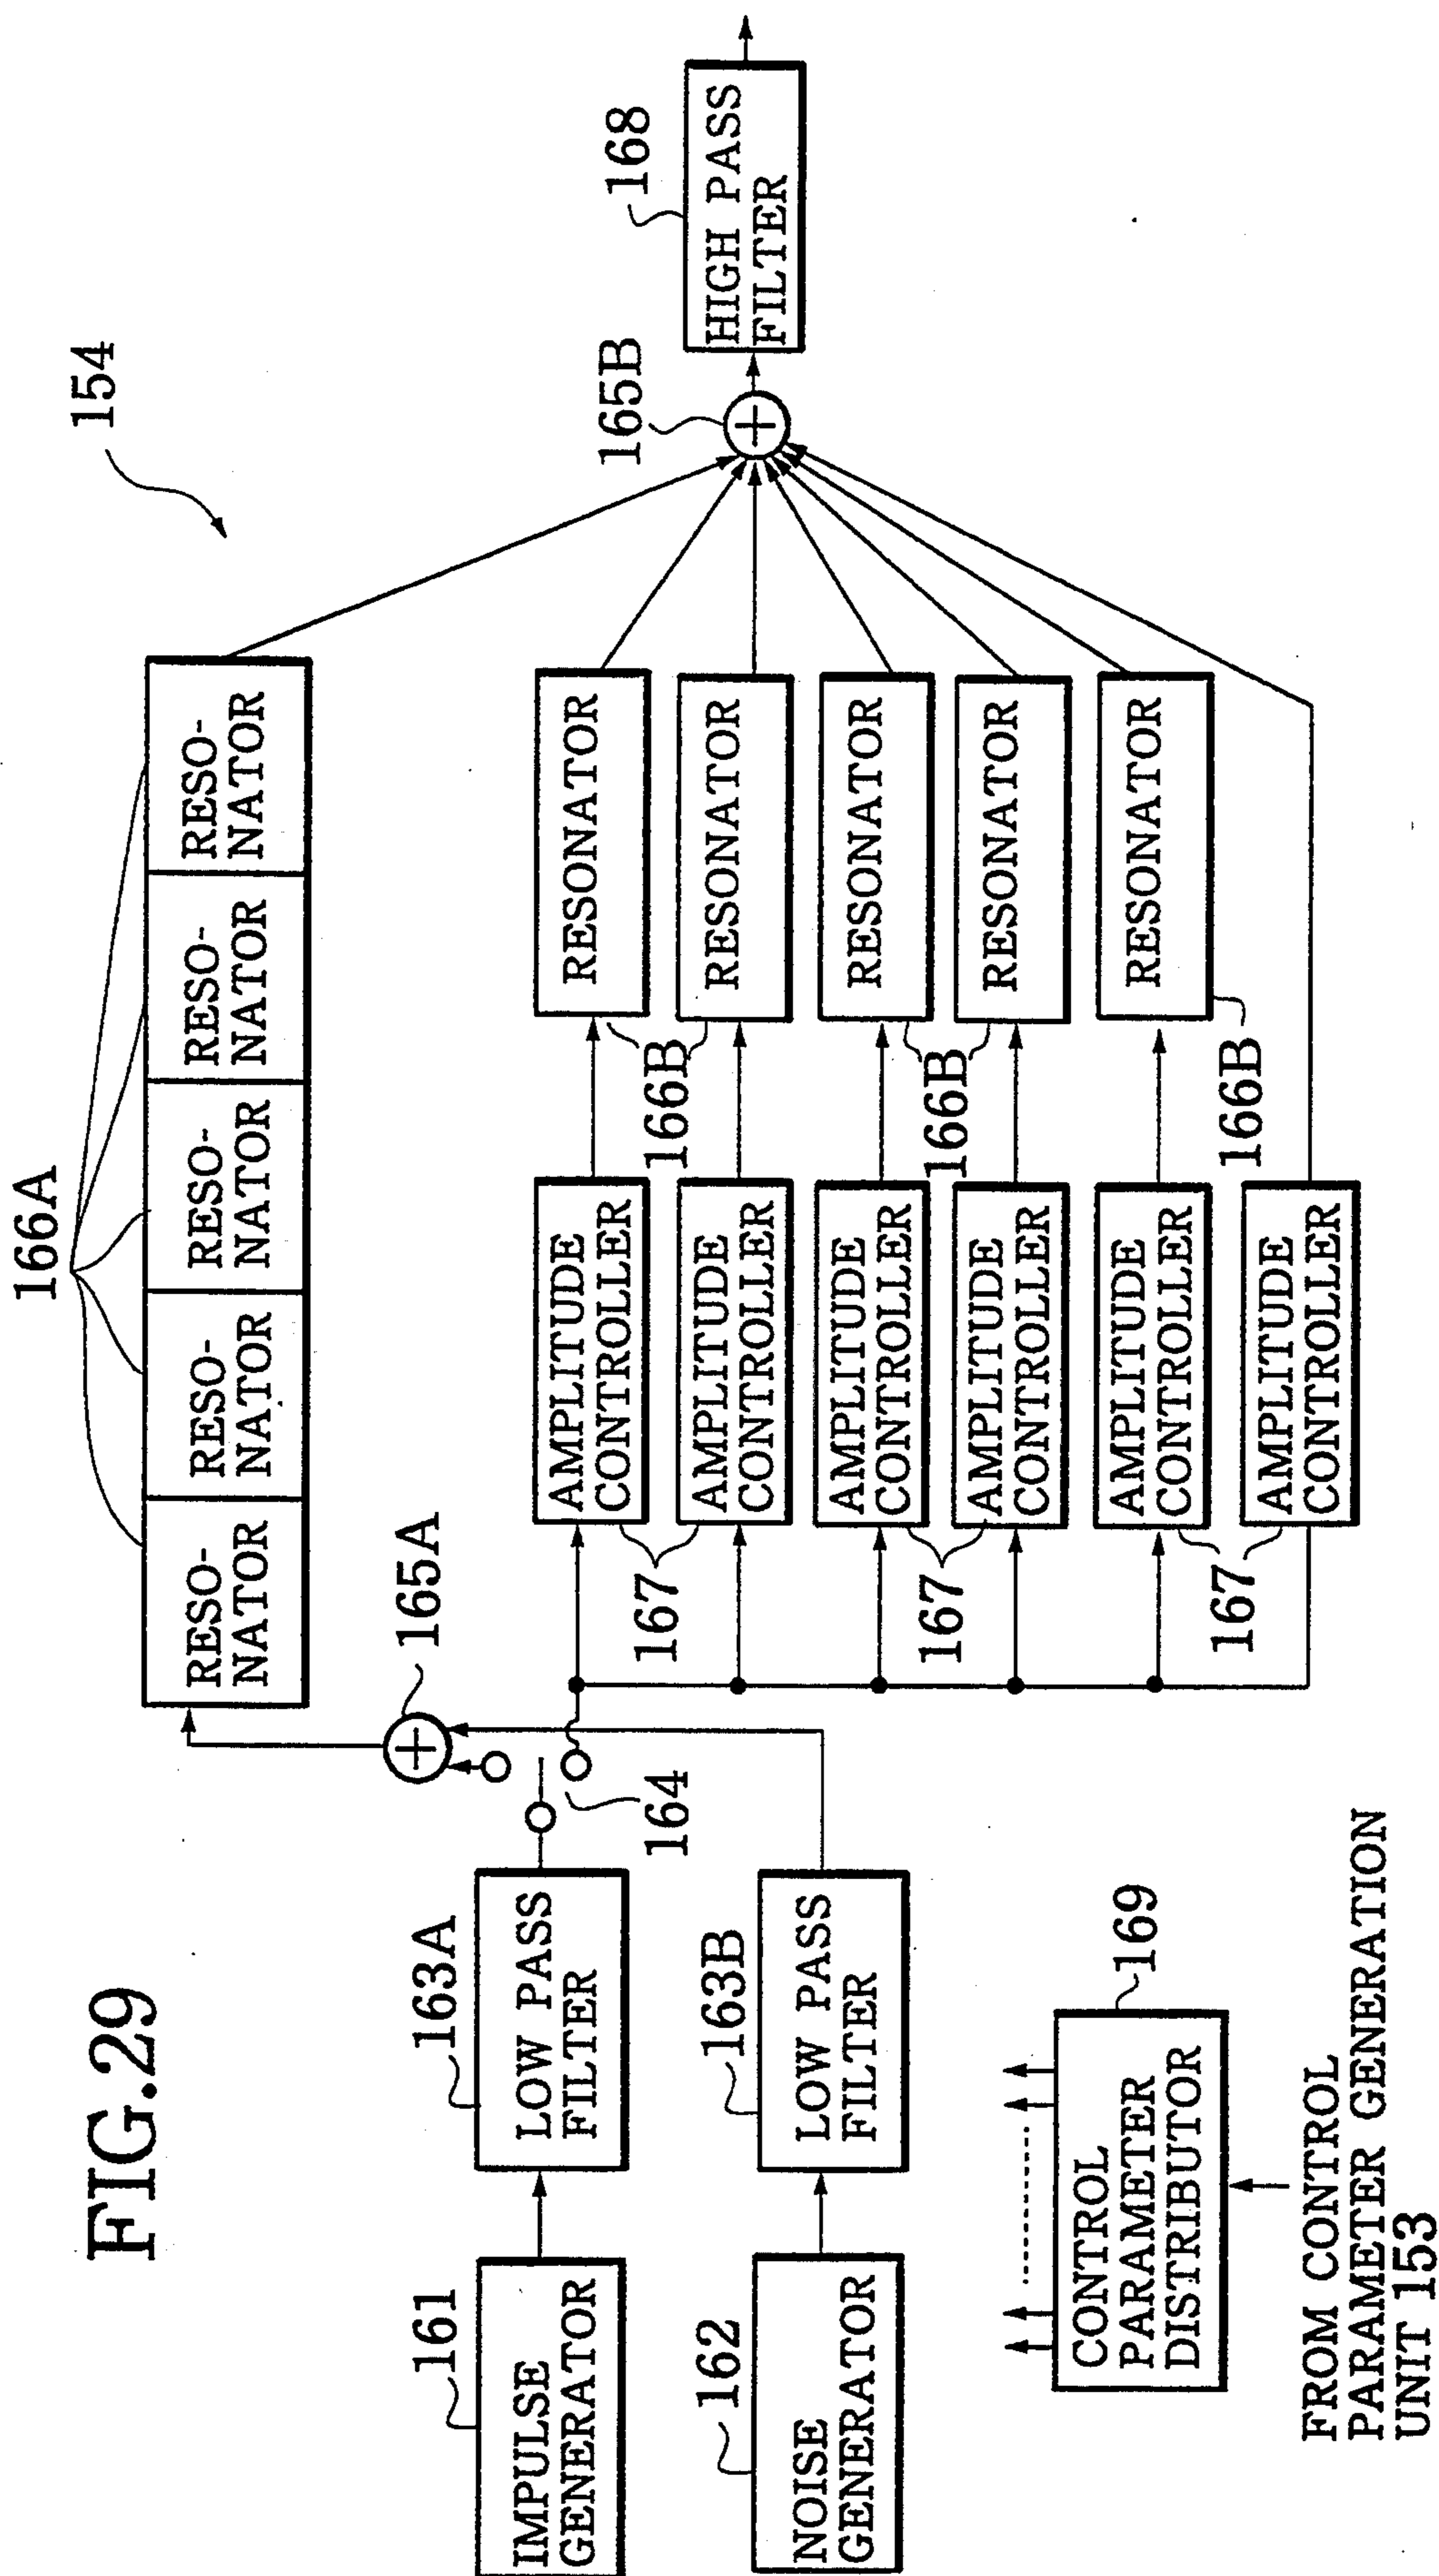 FIG.29
154
166A
RESO-
NATOR
RESO-
NATOR
RESO-
NATOR
RESO-
NATOR
RESO-
NATOR
165A
161
IMPULSE
GENERATOR
163A
LOW PASS
FILTER
164
162
NOISE
GENERATOR
163B
LOW PASS
FILTER
AMPLITUDE
CONTROLLER
RESONATOR
167
166B
AMPLITUDE
CONTROLLER
RESONATOR
AMPLITUDE
CONTROLLER
RESONATOR
167
166B
AMPLITUDE
CONTROLLER
RESONATOR
AMPLITUDE
CONTROLLER
RESONATOR
167
166B
AMPLITUDE
CONTROLLER
165B
168
HIGH PASS
FILTER
169
CONTROL
PARAMETER
DISTRIBUTOR
FROM CONTROL
PARAMETER GENERATION
UNIT 153